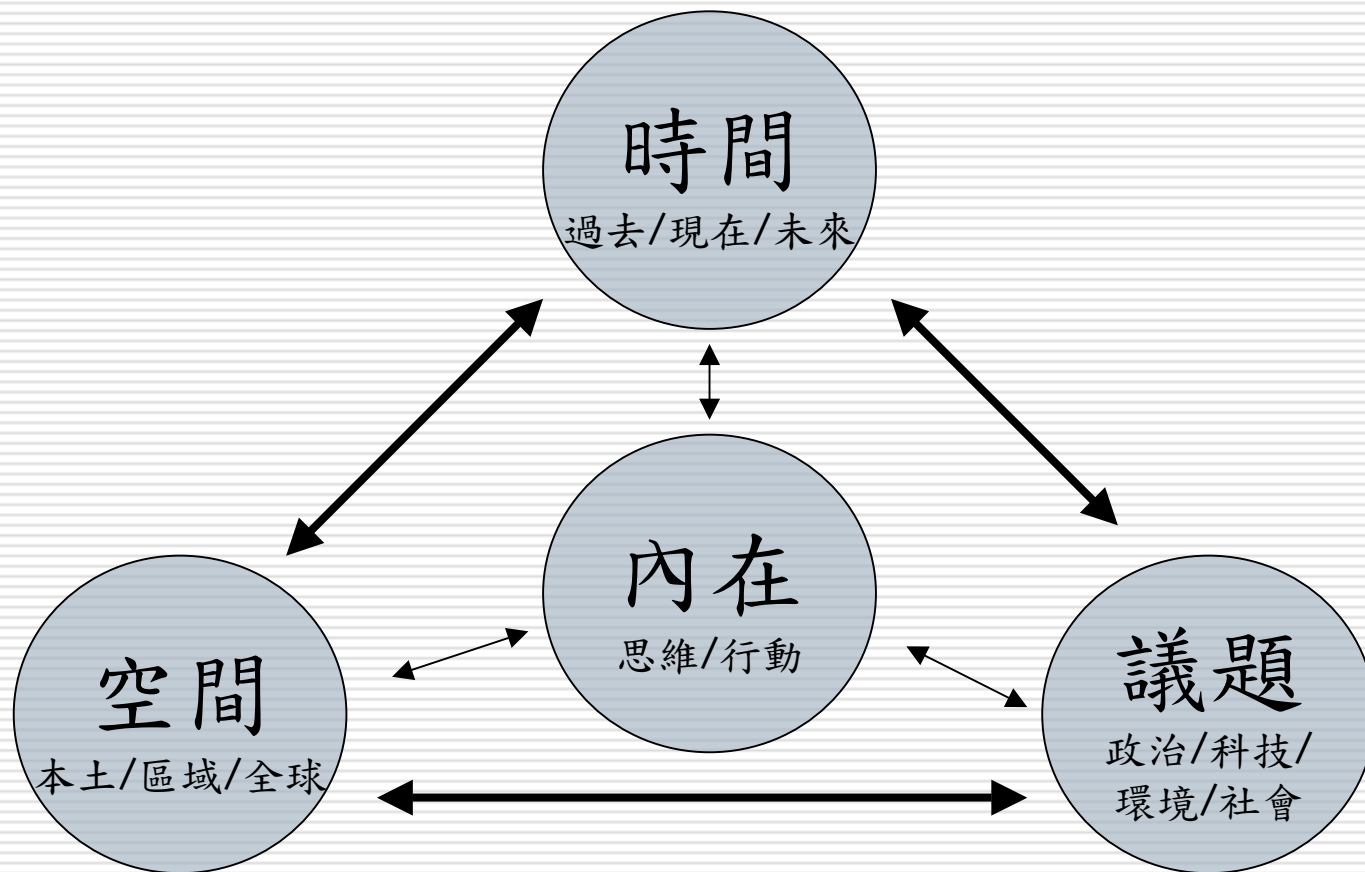 時間
過去/現在/未來
內在
思維/行動
空間
本土/區域/全球
議題
政治/科技/
環境/社會